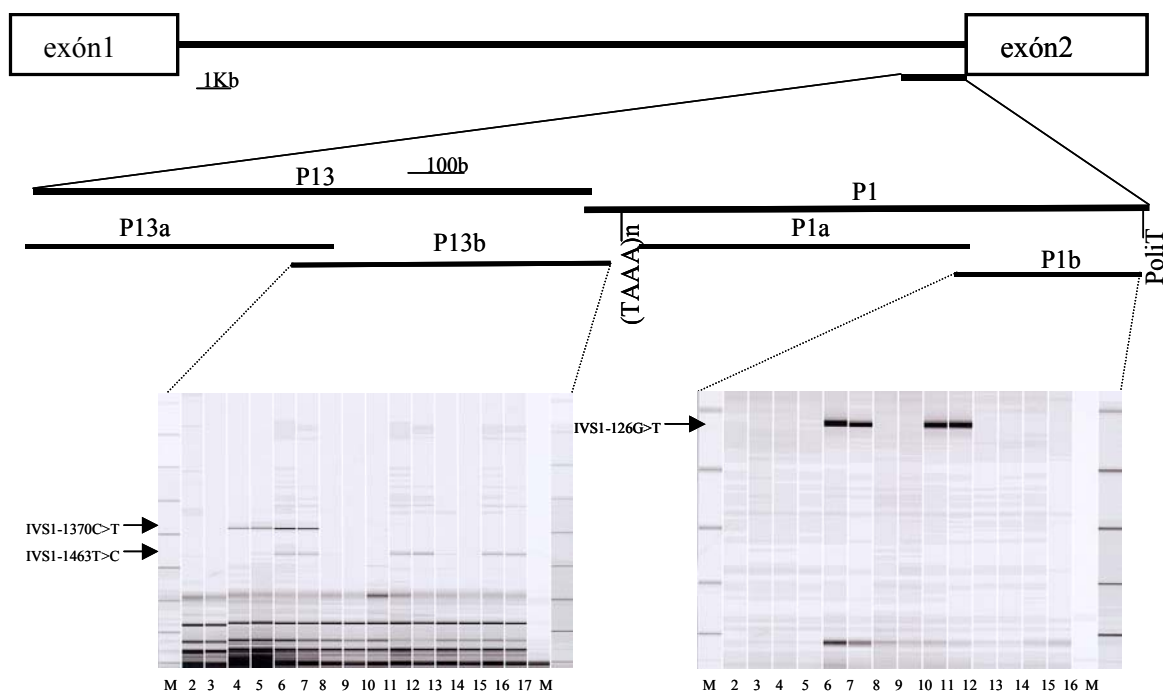 exón1
exón2
1Kb
100b
P13
P1
P13a
P13b
(TAAA)n
P1a
P1b
PoliT
IVS1-126G>T
IVS1-1370C>T
IVS1-1463T>C
M 2 3 4 5 6 7 8 9 10 11 12 13 14 15 16 17 M
M 2 3 4 5 6 7 8 9 10 11 12 13 14 15 16 M